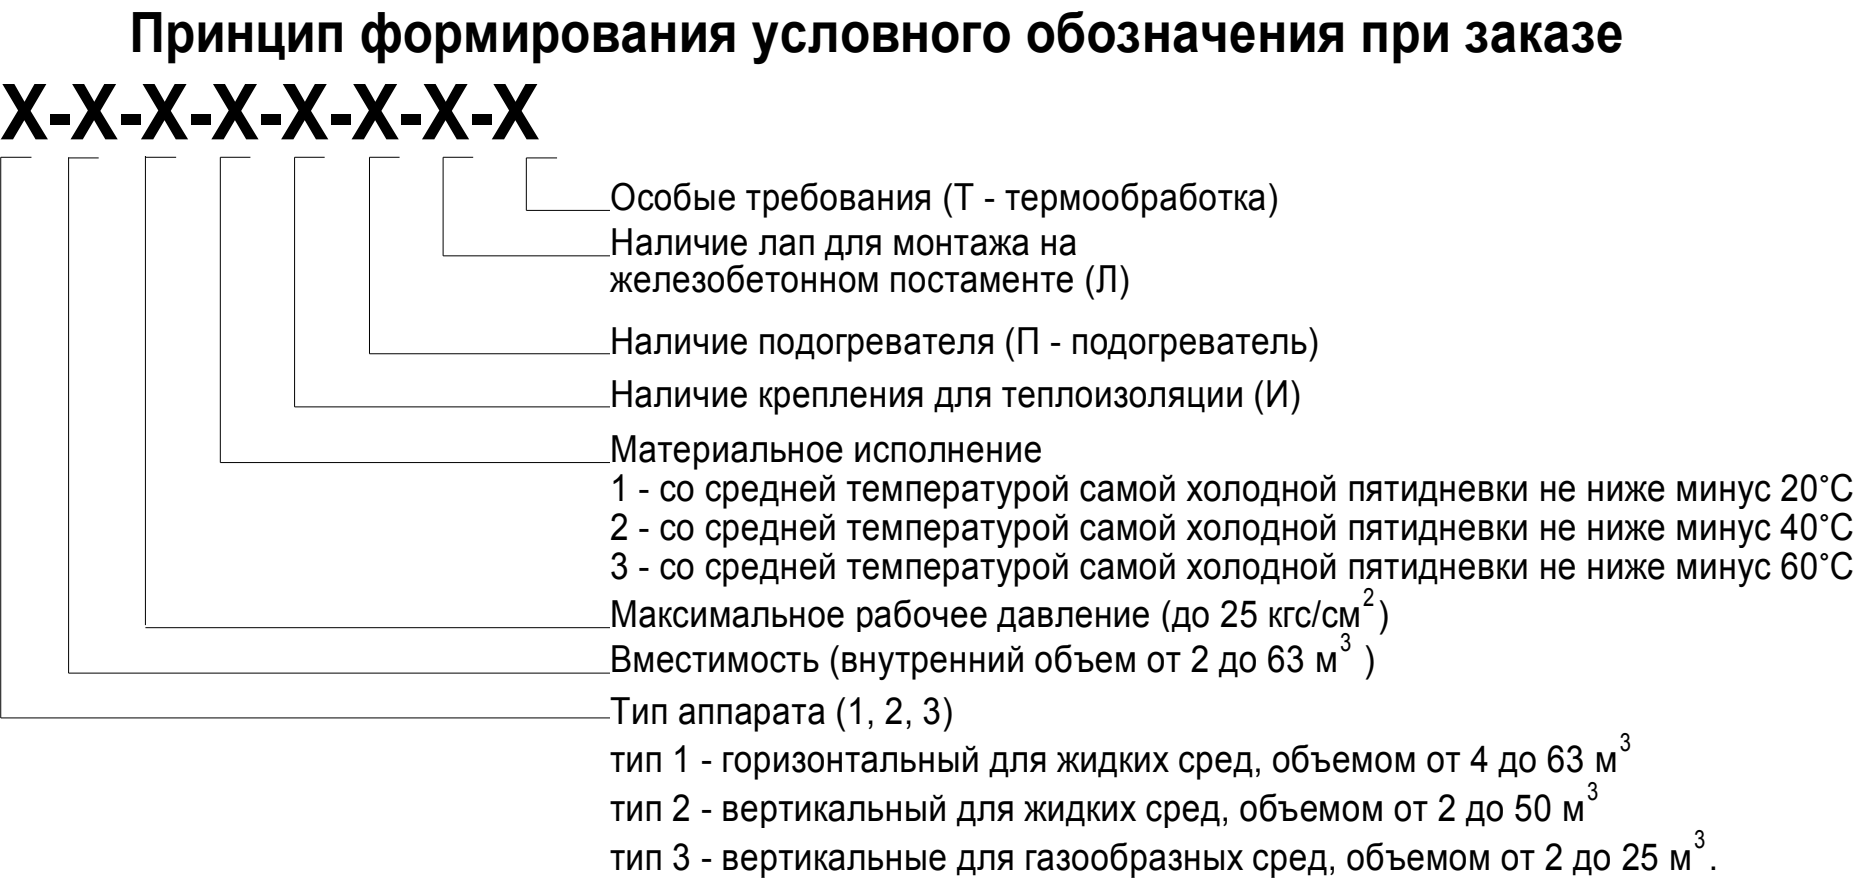 Принцип формирования условного обозначения при заказе
X-X-X-X-X-X-X-X
Особые требования (Т - термообработка)
Наличие лап для монтажа на
железобетонном постаменте (Л)
Наличие подогревателя (П - подогреватель)
Наличие крепления для теплоизоляции (И)
Материальное исполнение
1 - со средней температурой самой холодной пятидневки не ниже минус 20°С
2 - со средней температурой самой холодной пятидневки не ниже минус 40°С
3 - со средней температурой самой холодной пятидневки не ниже минус 60°С
Максимальное рабочее давление (до 25 кгс/см²)
Вместимость (внутренний объем от 2 до 63 м³ )
Тип аппарата (1, 2, 3)
тип 1 - горизонтальный для жидких сред, объемом от 4 до 63 м³
тип 2 - вертикальный для жидких сред, объемом от 2 до 50 м³
тип 3 - вертикальные для газообразных сред, объемом от 2 до 25 м³.